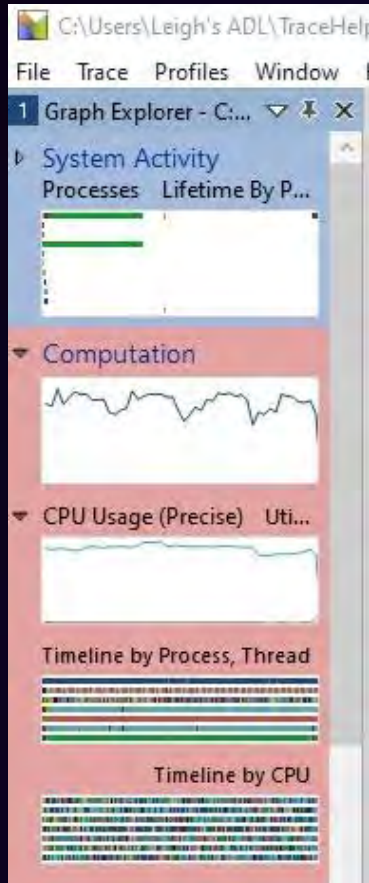 C:\Users\Leigh's ADL\TraceHelp
File Trace Profiles Window
1 Graph Explorer - C:...
System Activity
Processes Lifetime By P...
Computation
CPU Usage (Precise) Uti...
Timeline by Process, Thread
Timeline by CPU